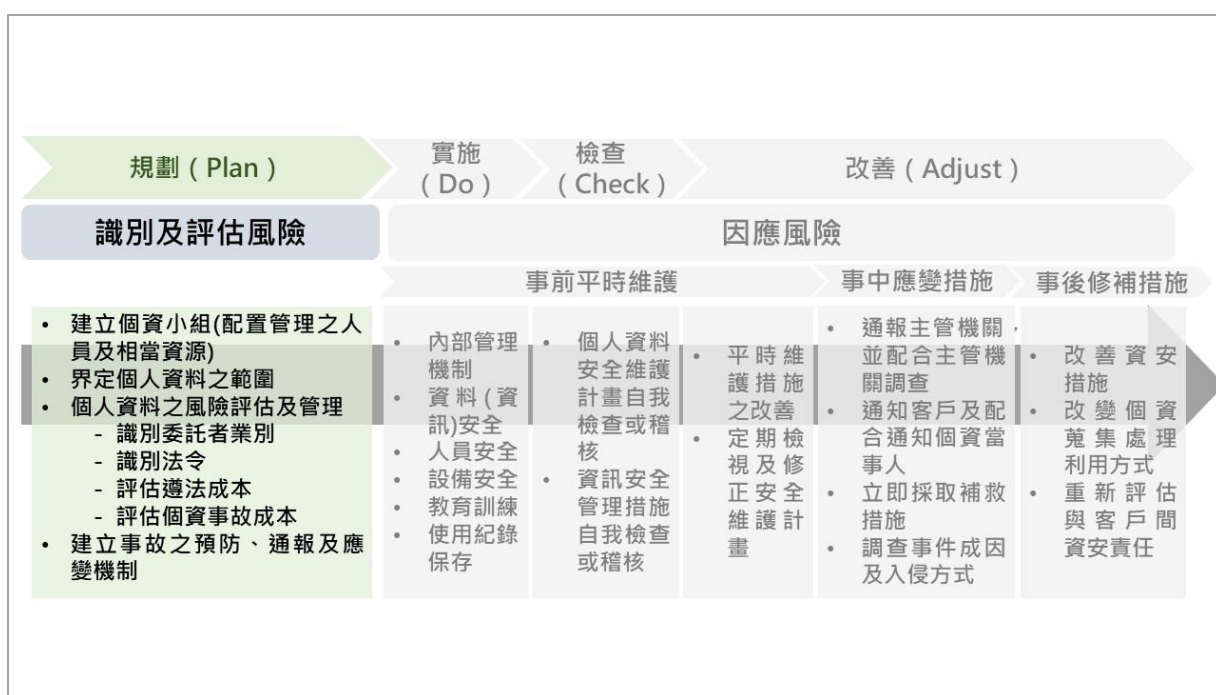 規劃（Plan）
實施
（Do）
檢查
（Check）
改善（Adjust）
識別及評估風險
因應風險
事前平時維護
事中應變措施
事後修補措施
• 建立個資小組(配置管理之人
員及相當資源)
• 界定個人資料之範圍
• 個人資料之風險評估及管理
- 識別委託者業別
- 識別法令
- 評估遵法成本
- 評估個資事故成本
• 建立事故之預防、通報及應
變機制
• 內部管理
機制
• 資料(資
訊)安全
• 人員安全
• 設備安全
• 教育訓練
• 使用紀錄
保存
• 個人資料
安全維護
計畫自我
檢查或稽
核
• 資訊安全
管理措施
自我檢查
或稽核
• 平時維
護措施
之改善
• 定期檢
視及修
正安全
維護計
畫
• 通報主管機關，
並配合主管機
關調查
• 通知客戶及配
合通知個資當
事人
• 立即採取補救
措施
• 調查事件成因
及入侵方式
• 改善資安
措施
• 改變個資
蒐集處理
利用方式
• 重新評估
與客戶間
資安責任